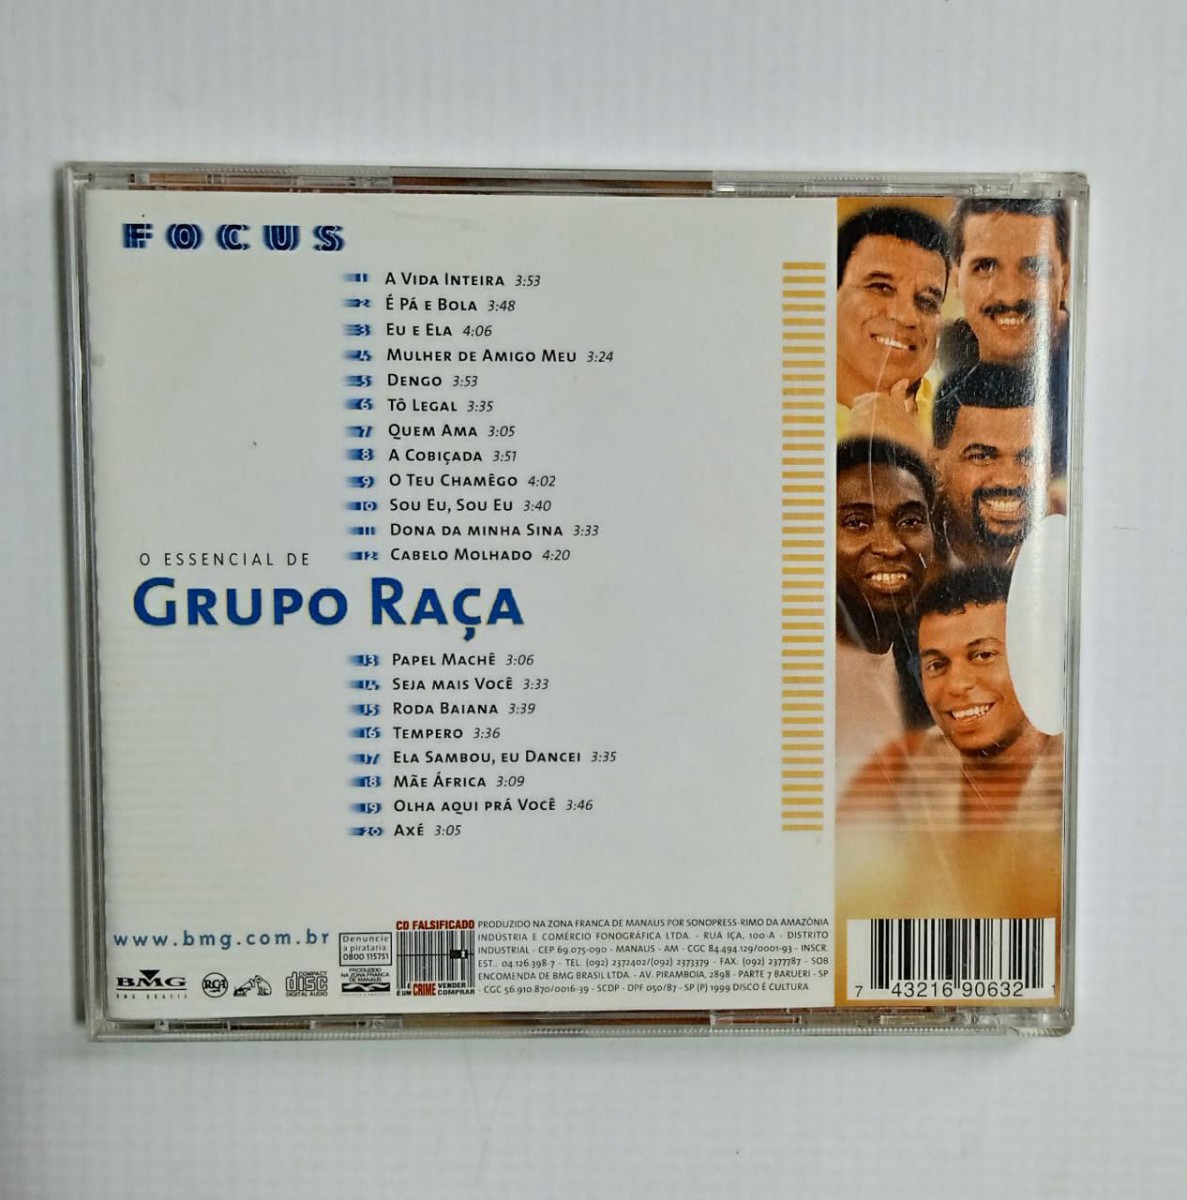 FOCUS
1 A VIDA INTEIRA 3:53
2 É PÁ E BOLA 3:48
3 EU E ELA 4:06
4 MULHER DE AMIGO MEU 3:24
5 DENGO 3:53
6 TÔ LEGAL 3:35
7 QUEM AMA 3:05
8 A COBIÇADA 3:51
9 O TEU CHAMÊGO 4:02
10 SOU EU, SOU EU 3:40
11 DONA DA MINHA SINA 3:33
12 CABELO MOLHADO 4:20
O ESSENCIAL DE
GRUPO RAÇA
13 PAPEL MACHÊ 3:06
14 SEJA MAIS VOCÊ 3:33
15 RODA BAIANA 3:39
16 TEMPERO 3:36
17 ELA SAMBOU, EU DANCEI 3:35
18 MÃE ÁFRICA 3:09
19 OLHA AQUI PRÁ VOCÊ 3:46
20 AXÉ 3:05
www.bmg.com.br
BMG
BMG BRASIL
RCA
COMPACT
disc
DIGITAL AUDIO
Denuncie
a pirataria
0800 115751
PRODUZIDO
NA ZONA FRANCA
DE MANAUS
CD FALSIFICADO
É UM CRIME VENDER COMPRAR
PRODUZIDO NA ZONA FRANCA DE MANAUS POR SONOPRESS-RIMO DA AMAZÔNIA
INDÚSTRIA E COMÉRCIO FONOGRÁFICA LTDA. - RUA IÇA, 100-A - DISTRITO
INDUSTRIAL - CEP 69.075-090 - MANAUS - AM - CGC 84.494.129/0001-93 - INSCR.
EST.. 04.126.398-7 - TEL: (092) 2372402/(092) 2373379 - FAX: (092) 2377787 - SOB
ENCOMENDA DE BMG BRASIL LTDA. - AV. PIRAMBOIA, 2898 - PARTE 7 BARUERI - SP
- CGC 56.910.870/0016-39 - SCDP - DPF 050/87 - SP (P) 1999 DISCO É CULTURA
7 43216 90632 1